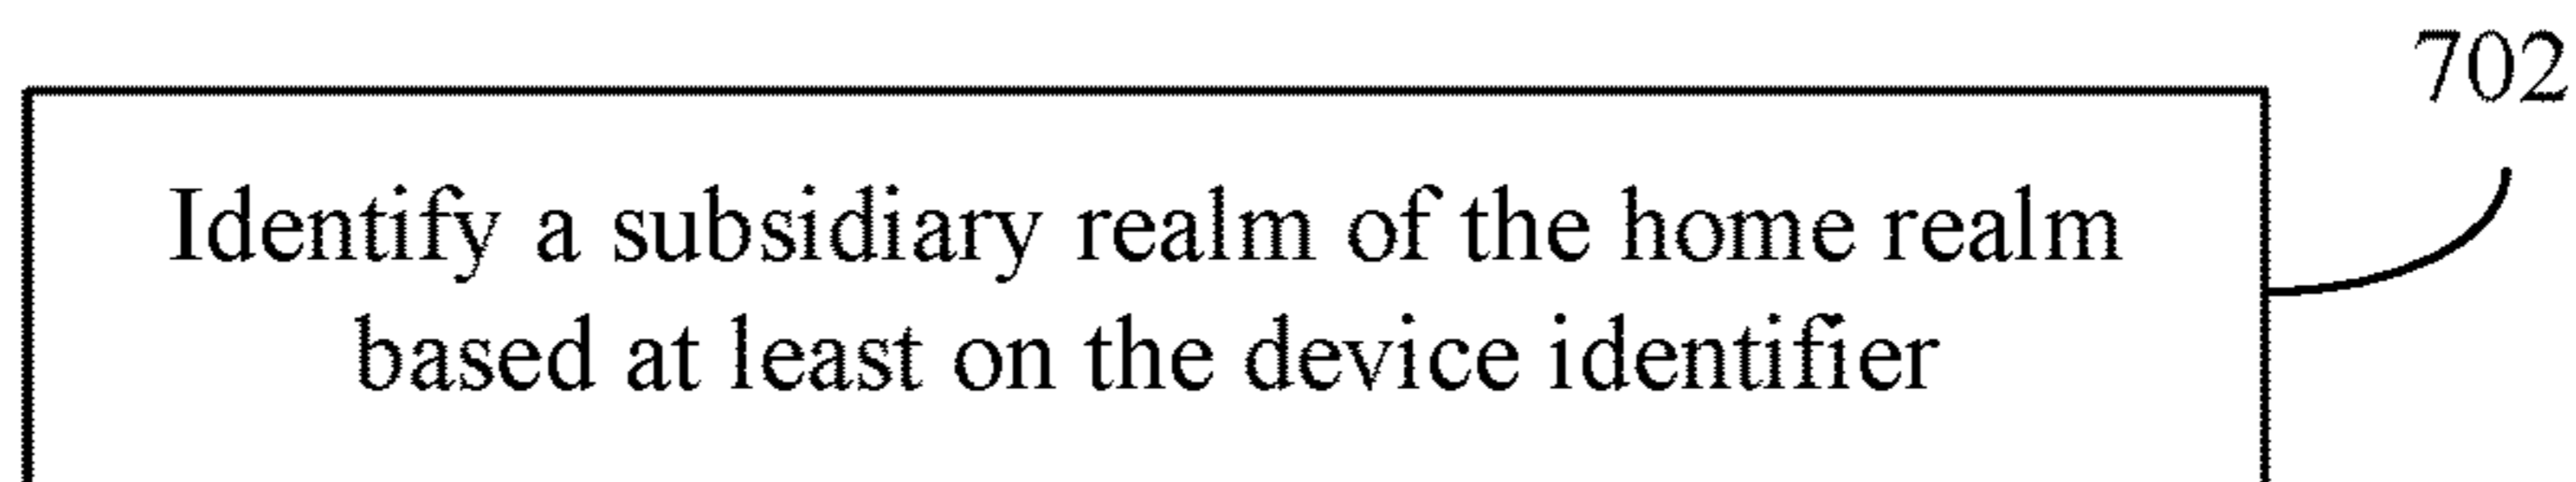 702
Identify a subsidiary realm of the home realm
based at least on the device identifier